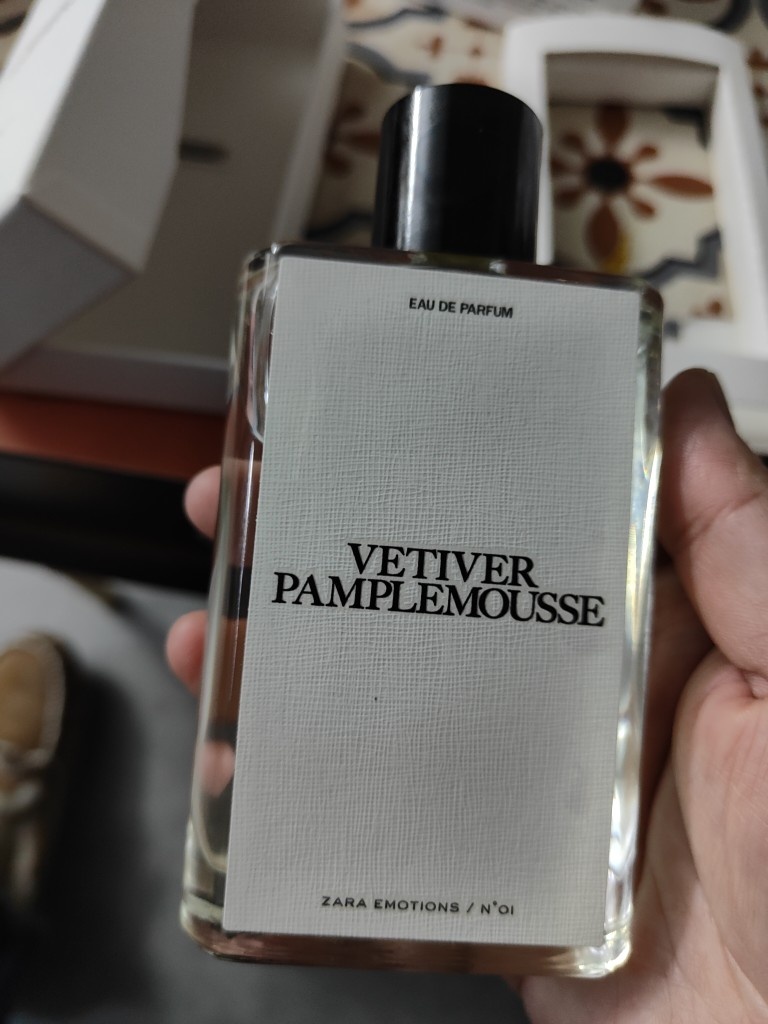 EAU DE PARFUM
VETIVER
PAMPLEMOUSSE
ZARA EMOTIONS / N°01